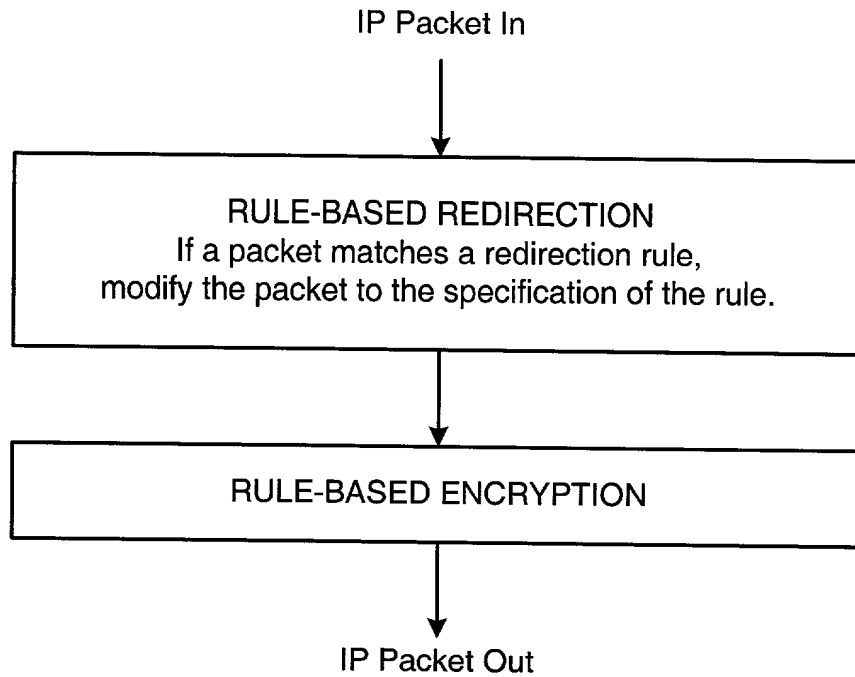 IP Packet In
RULE-BASED REDIRECTION
If a packet matches a redirection rule,
modify the packet to the specification of the rule.
RULE-BASED ENCRYPTION
IP Packet Out